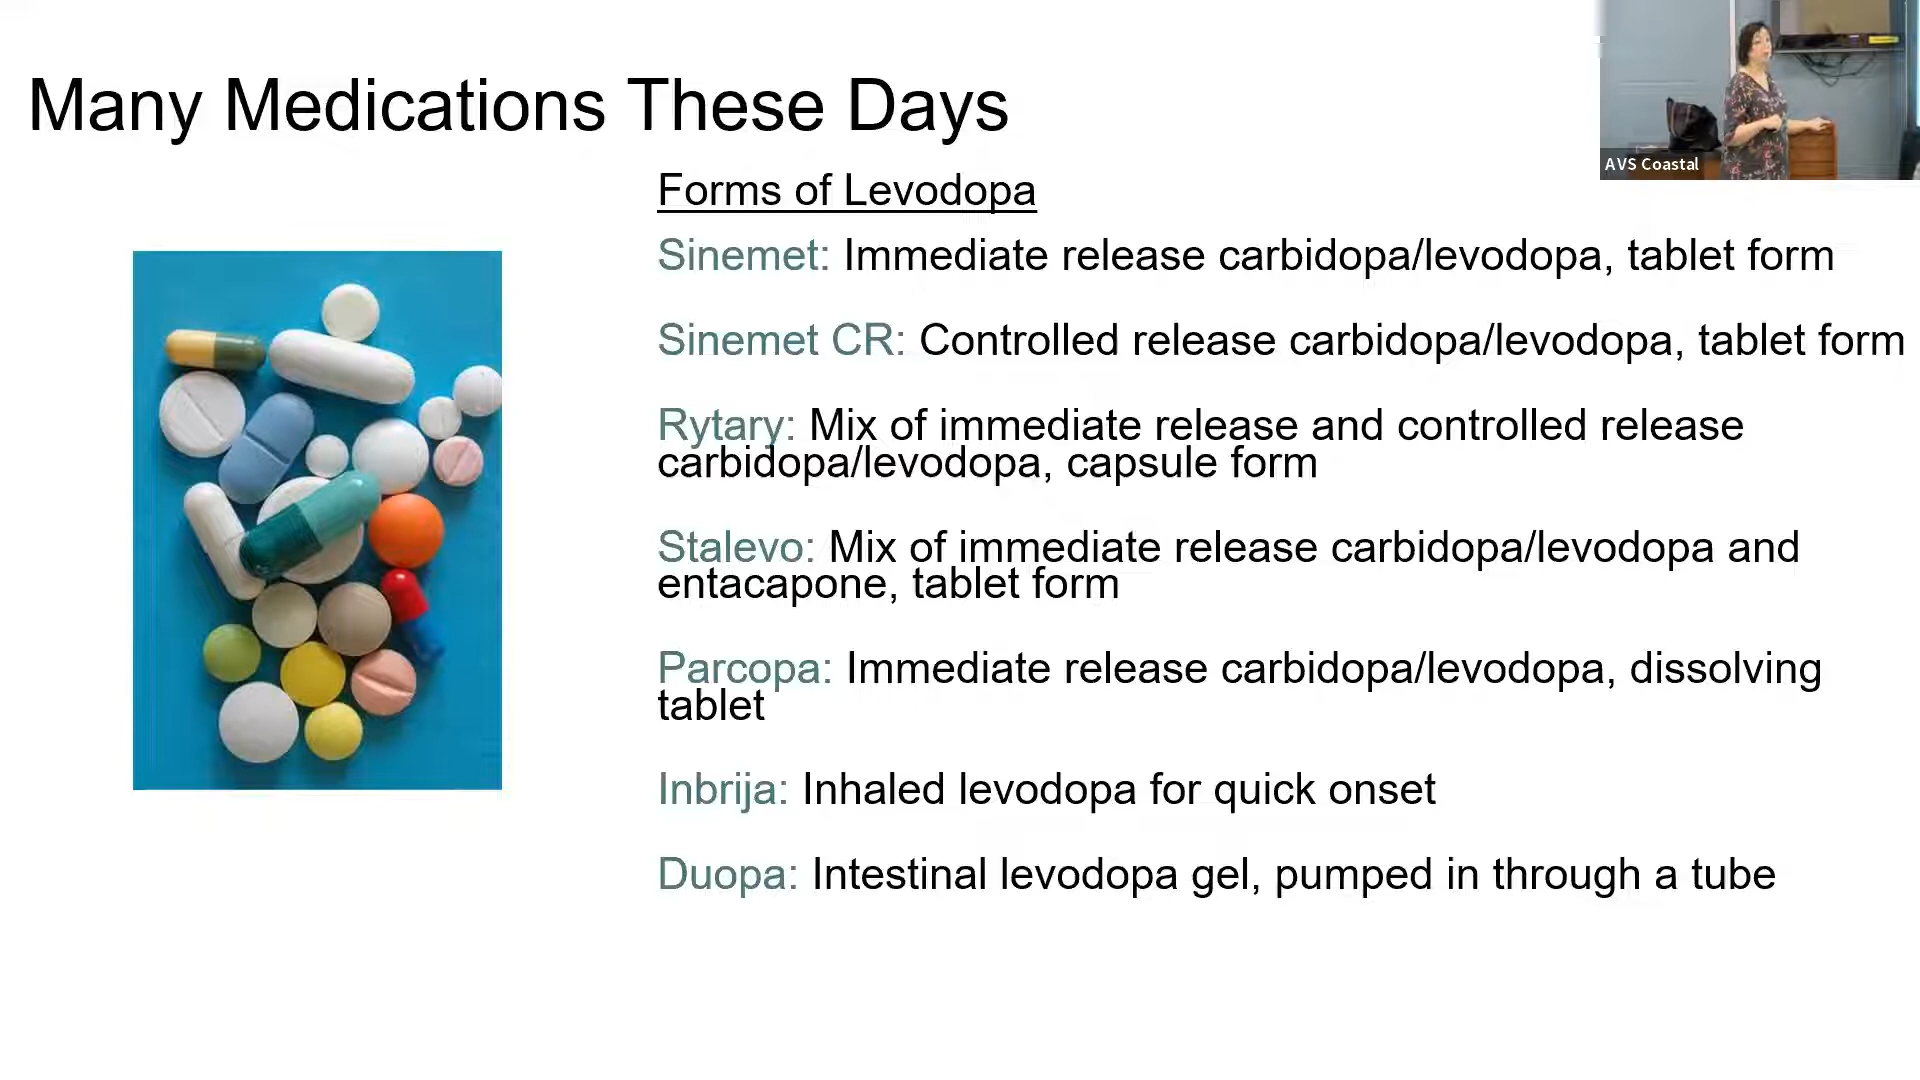 Many Medications These Days
AVS Coastal
Forms of Levodopa
Sinemet: Immediate release carbidopa/levodopa, tablet form
Sinemet CR: Controlled release carbidopa/levodopa, tablet form
Rytary: Mix of immediate release and controlled release
carbidopa/levodopa, capsule form
Stalevo: Mix of immediate release carbidopa/levodopa and
entacapone, tablet form
Parcopa: Immediate release carbidopa/levodopa, dissolving
tablet
Inbrija: Inhaled levodopa for quick onset
Duopa: Intestinal levodopa gel, pumped in through a tube